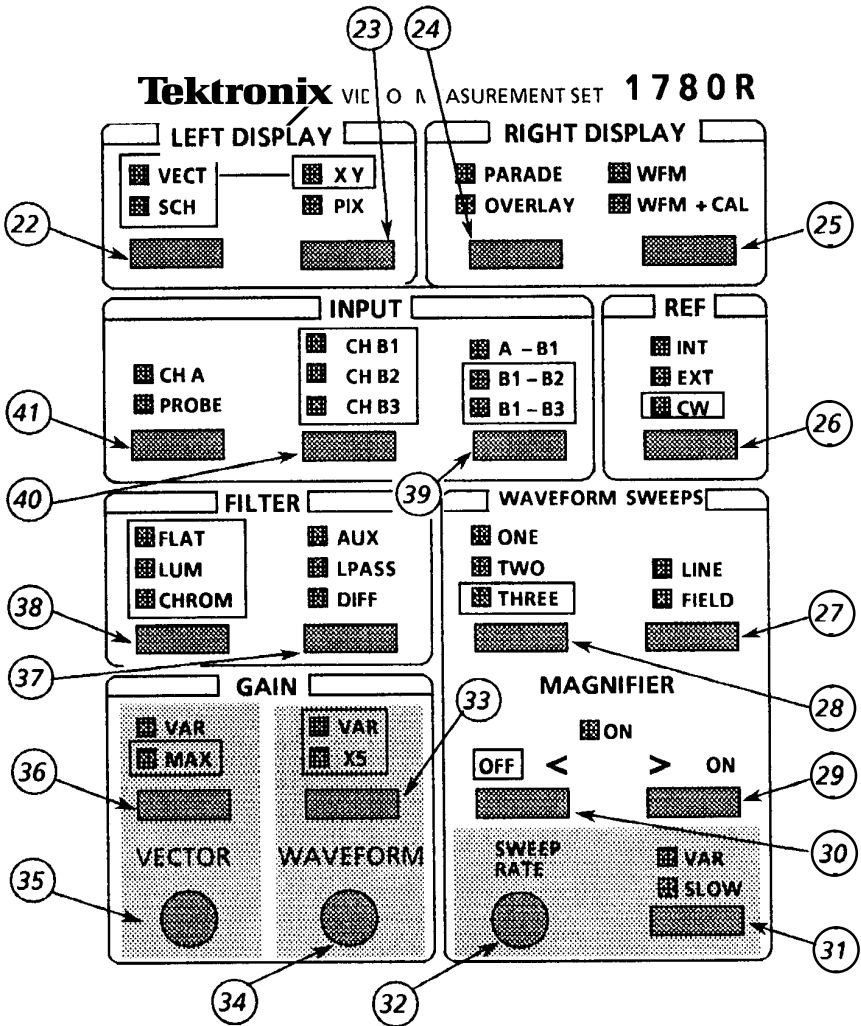 23 24
Tektronix VID O M ASUREMENT SET 1780R
LEFT DISPLAY RIGHT DISPLAY
VECT X Y PARADE WFM
SCH PIX OVERLAY WFM + CAL
22 25
INPUT REF
CH B1 A – B1 INT
CH A CH B2 B1 – B2 EXT
PROBE CH B3 B1 – B3 CW
41 26
40 39
FILTER WAVEFORM SWEEPS
FLAT AUX ONE
LUM LPASS TWO LINE
CHROM DIFF THREE FIELD
38 27
37
GAIN MAGNIFIER
33 28
VAR VAR ON
MAX X5
36 OFF < > ON 29
30
VECTOR WAVEFORM SWEEP RATE VAR
SLOW
35
31
34 32